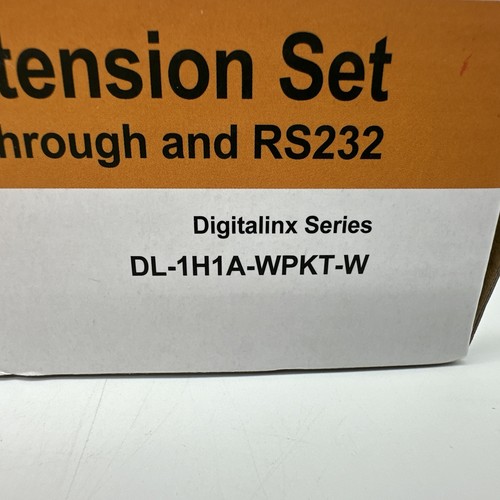 tension Set
hrough and RS232
Digitalinx Series
DL-1H1A-WPKT-W